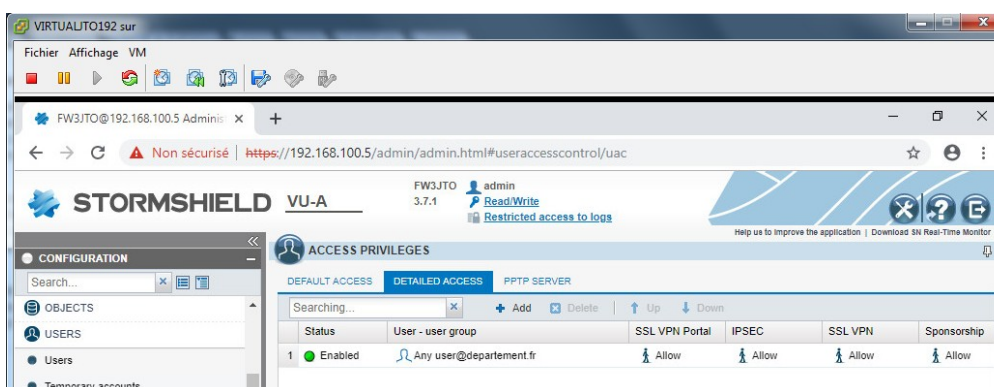 VIRTUALJTO192 sur
Fichier Affichage VM
FW3JTO@192.168.100.5 Adminis
Non sécurisé | https://192.168.100.5/admin/admin.html#useraccesscontrol/uac
STORMSHIELD
VU-A
FW3JTO
3.7.1
admin
Read/Write
Restricted access to logs
Help us to improve the application | Download SN Real-Time Monitor
CONFIGURATION
Search...
OBJECTS
USERS
Users
Temporary accounts
ACCESS PRIVILEGES
DEFAULT ACCESS DETAILED ACCESS PPTP SERVER
Searching... Add Delete Up Down
Status User - user group SSL VPN Portal IPSEC SSL VPN Sponsorship
1 Enabled Any user@departement.fr Allow Allow Allow Allow